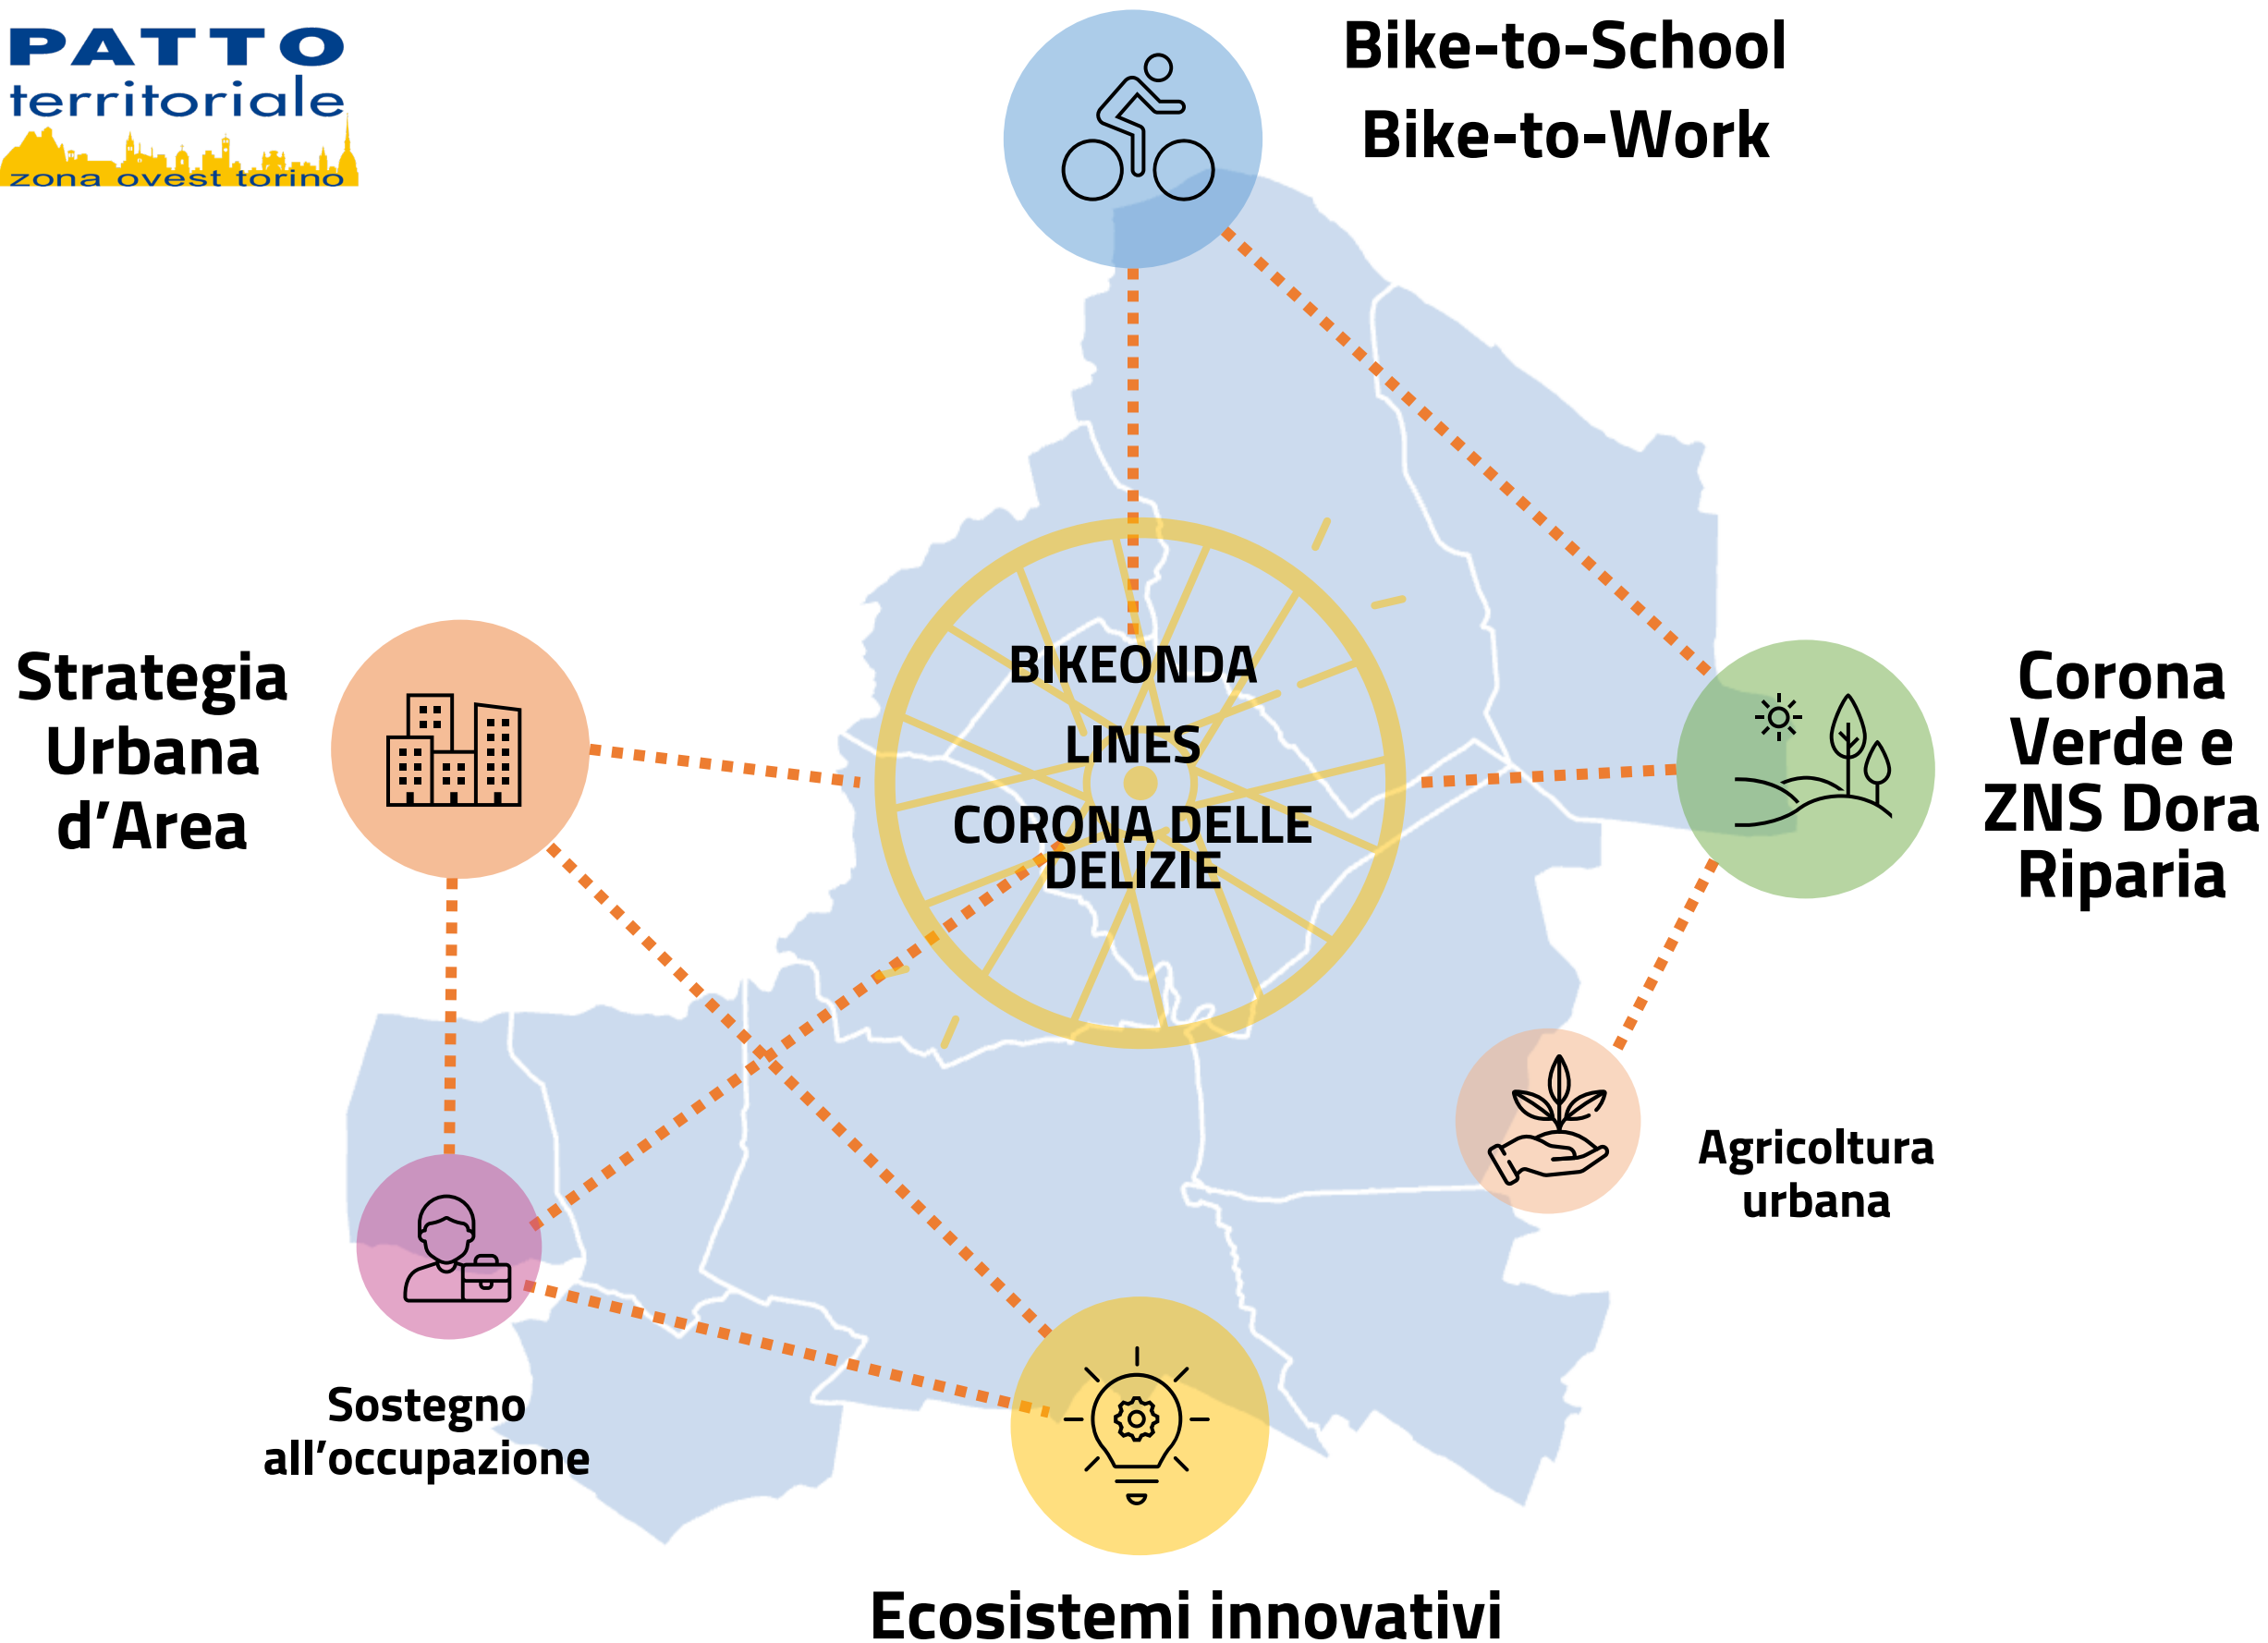 PATTO
territoriale
zona ovest torino
Bike-to-School
Bike-to-Work
Strategia
Urbana
d’Area
BIKEONDA
LINES
CORONA DELLE
DELIZIE
Corona
Verde e
ZNS Dora
Riparia
Agricoltura
urbana
Sostegno
all’occupazione
Ecosistemi innovativi